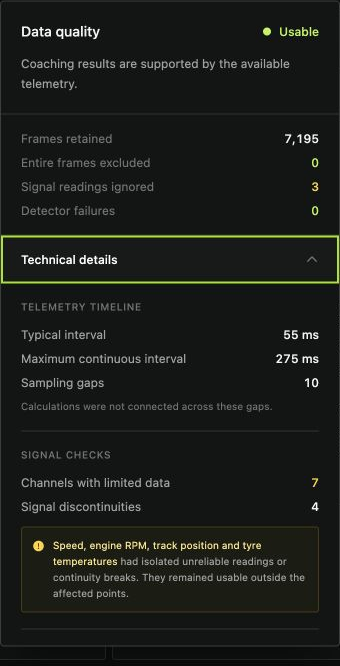 Data quality
Usable
Coaching results are supported by the available
telemetry.
Frames retained 7,195
Entire frames excluded 0
Signal readings ignored 3
Detector failures 0
Technical details
TELEMETRY TIMELINE
Typical interval 55 ms
Maximum continuous interval 275 ms
Sampling gaps 10
Calculations were not connected across these gaps.
SIGNAL CHECKS
Channels with limited data 7
Signal discontinuities 4
Speed, engine RPM, track position and tyre
temperatures had isolated unreliable readings or
continuity breaks. They remained usable outside the
affected points.